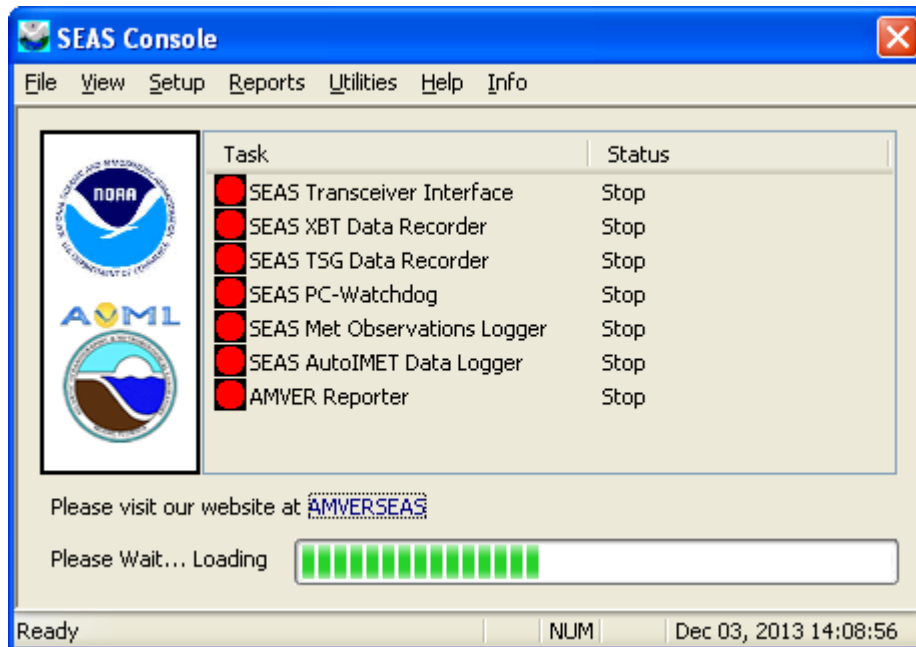 SEAS Console
File View Setup Reports Utilities Help Info
Task Status
SEAS Transceiver Interface Stop
SEAS XBT Data Recorder Stop
SEAS TSG Data Recorder Stop
SEAS PC-Watchdog Stop
SEAS Met Observations Logger Stop
SEAS AutoIMET Data Logger Stop
AMVER Reporter Stop
NOAA
AOML
Please visit our website at AMVERSEAS
Please Wait... Loading
Ready NUM Dec 03, 2013 14:08:56